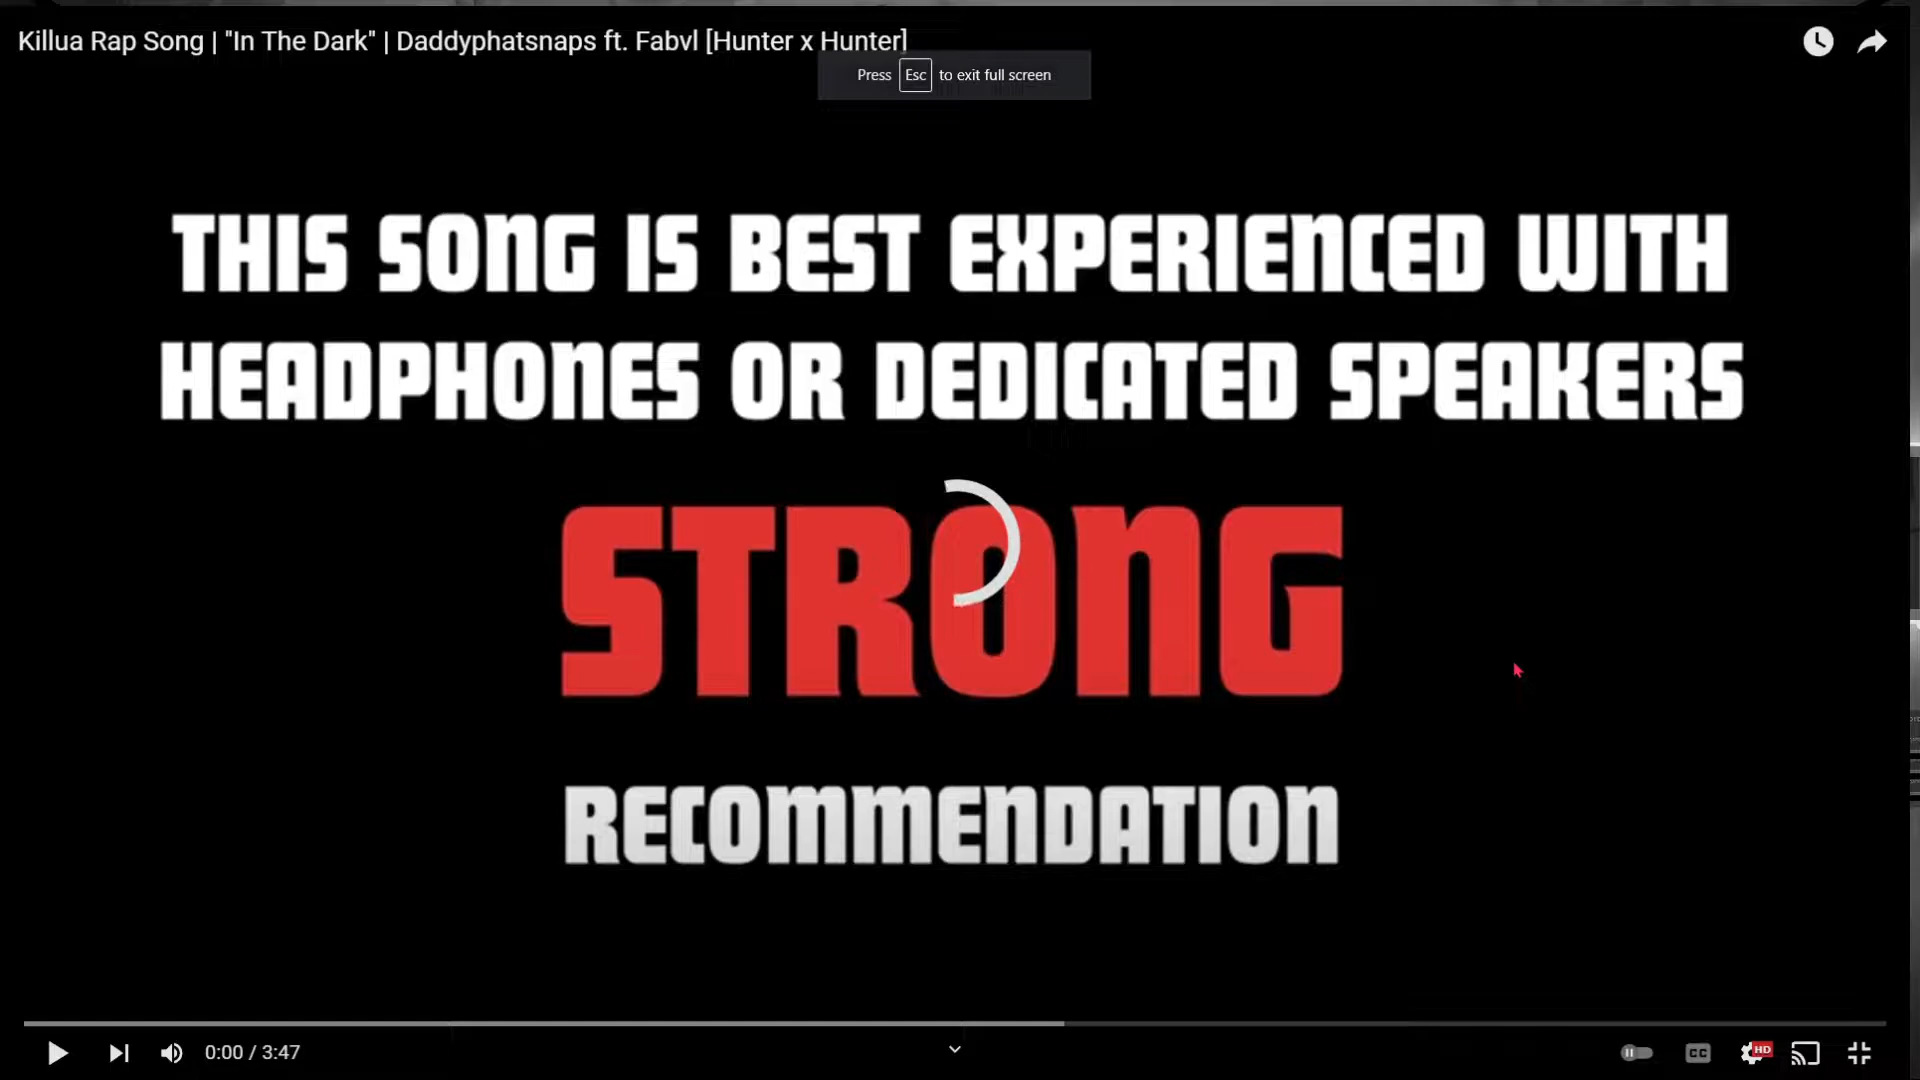 Killua Rap Song | "In The Dark" | Daddyphatsnaps ft. Fabvl [Hunter x Hunter]
Press Esc to exit full screen
THIS SONG IS BEST EXPERIENCED WITH
HEADPHONES OR DEDICATED SPEAKERS
STRONG
RECOMMENDATION
0:00 / 3:47
CC
HD